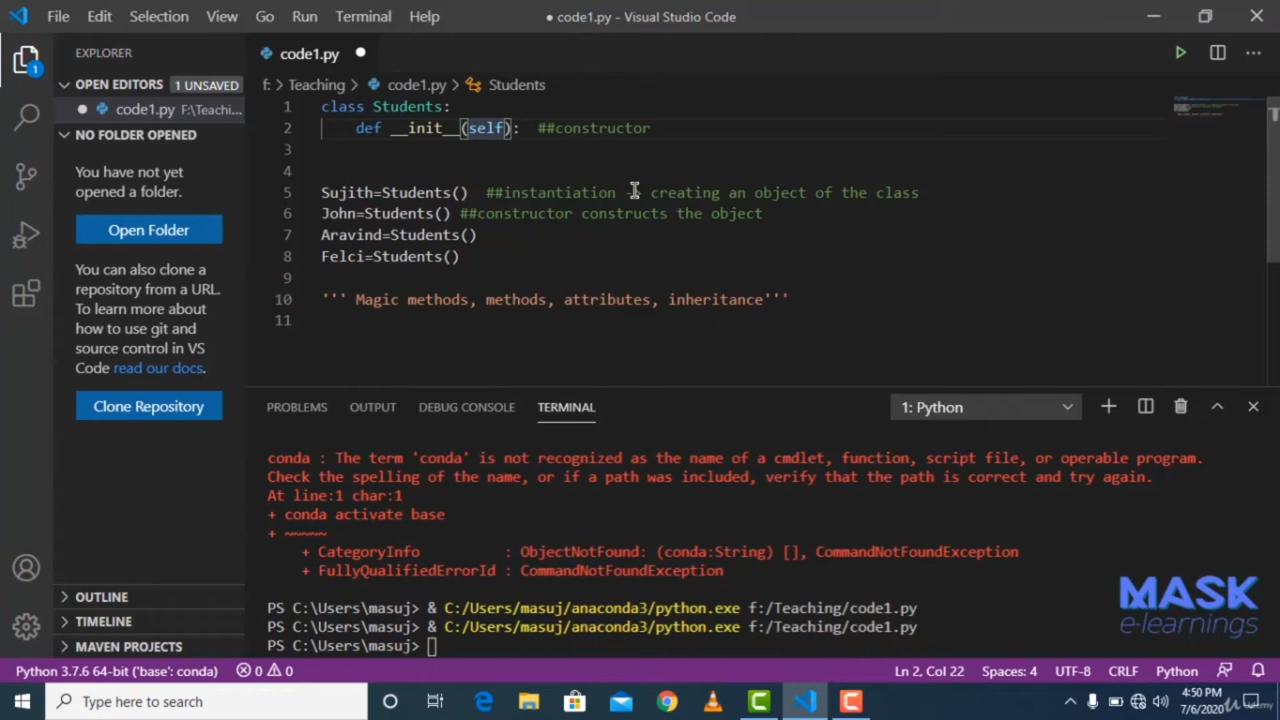 File Edit Selection View Go Run Terminal Help
● code1.py - Visual Studio Code
EXPLORER
OPEN EDITORS 1 UNSAVED
code1.py F:\Teachi...
NO FOLDER OPENED
You have not yet
opened a folder.
Open Folder
You can also clone a
repository from a URL.
To learn more about
how to use git and
source control in VS
Code read our docs.
Clone Repository
OUTLINE
TIMELINE
MAVEN PROJECTS
1
code1.py ●
f: > Teaching > code1.py > Students
1 class Students:
2 def __init__(self): ##constructor
3
4
5 Sujith=Students() ##instantiation - creating an object of the class
6 John=Students() ##constructor constructs the object
7 Aravind=Students()
8 Felci=Students()
9
10 ''' Magic methods, methods, attributes, inheritance'''
11
PROBLEMS OUTPUT DEBUG CONSOLE TERMINAL 1: Python
conda : The term 'conda' is not recognized as the name of a cmdlet, function, script file, or operable program.
Check the spelling of the name, or if a path was included, verify that the path is correct and try again.
At line:1 char:1
+ conda activate base
+ ~~~~~
+ CategoryInfo : ObjectNotFound: (conda:String) [], CommandNotFoundException
+ FullyQualifiedErrorId : CommandNotFoundException
PS C:\Users\masuj> & C:/Users/masuj/anaconda3/python.exe f:/Teaching/code1.py
PS C:\Users\masuj> & C:/Users/masuj/anaconda3/python.exe f:/Teaching/code1.py
PS C:\Users\masuj>
MASK
e-learnings
Python 3.7.6 64-bit ('base': conda) 0 0 Ln 2, Col 22 Spaces: 4 UTF-8 CRLF Python
Type here to search
4:50 PM
7/6/2020
Udemy